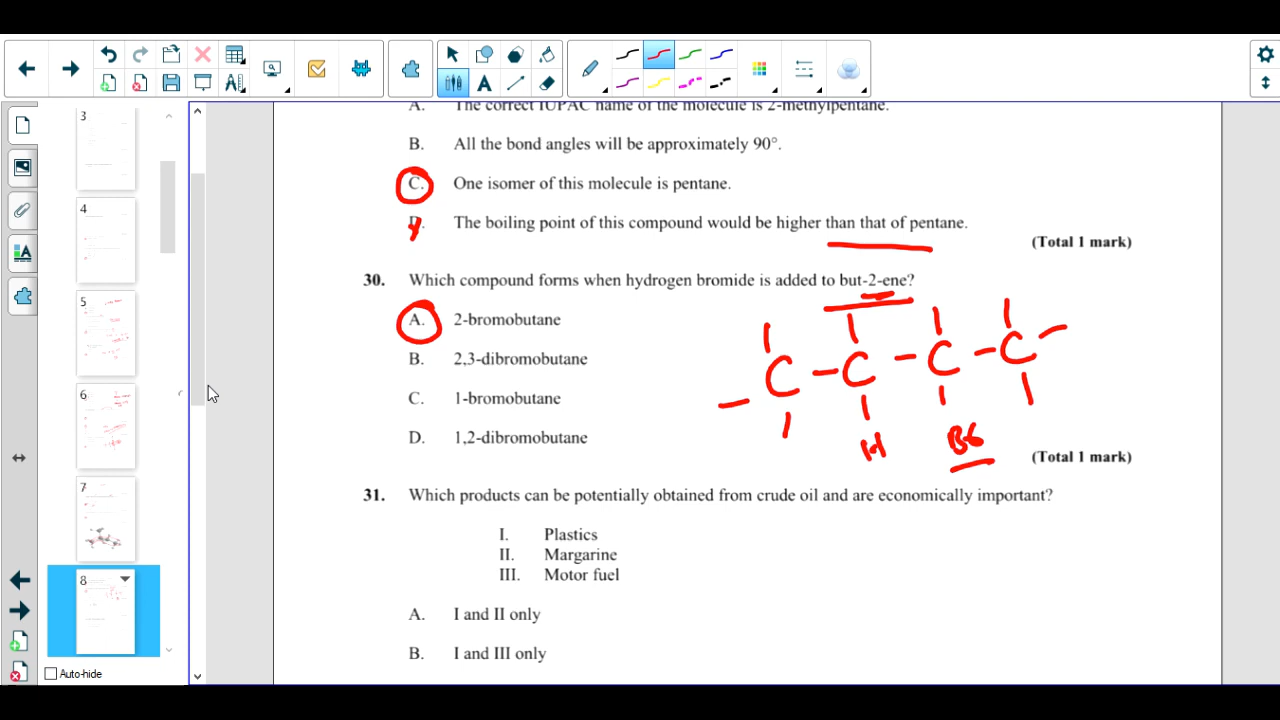 3
A. The correct IUPAC name of the molecule is 2-methylpentane.
B. All the bond angles will be approximately 90°.
C. One isomer of this molecule is pentane.
D. The boiling point of this compound would be higher than that of pentane.
(Total 1 mark)
30. Which compound forms when hydrogen bromide is added to but-2-ene?
A. 2-bromobutane
B. 2,3-dibromobutane
C. 1-bromobutane
D. 1,2-dibromobutane
C - C - C - C
H Br
(Total 1 mark)
31. Which products can be potentially obtained from crude oil and are economically important?
I. Plastics
II. Margarine
III. Motor fuel
A. I and II only
B. I and III only
4
5
6
7
8
Auto-hide